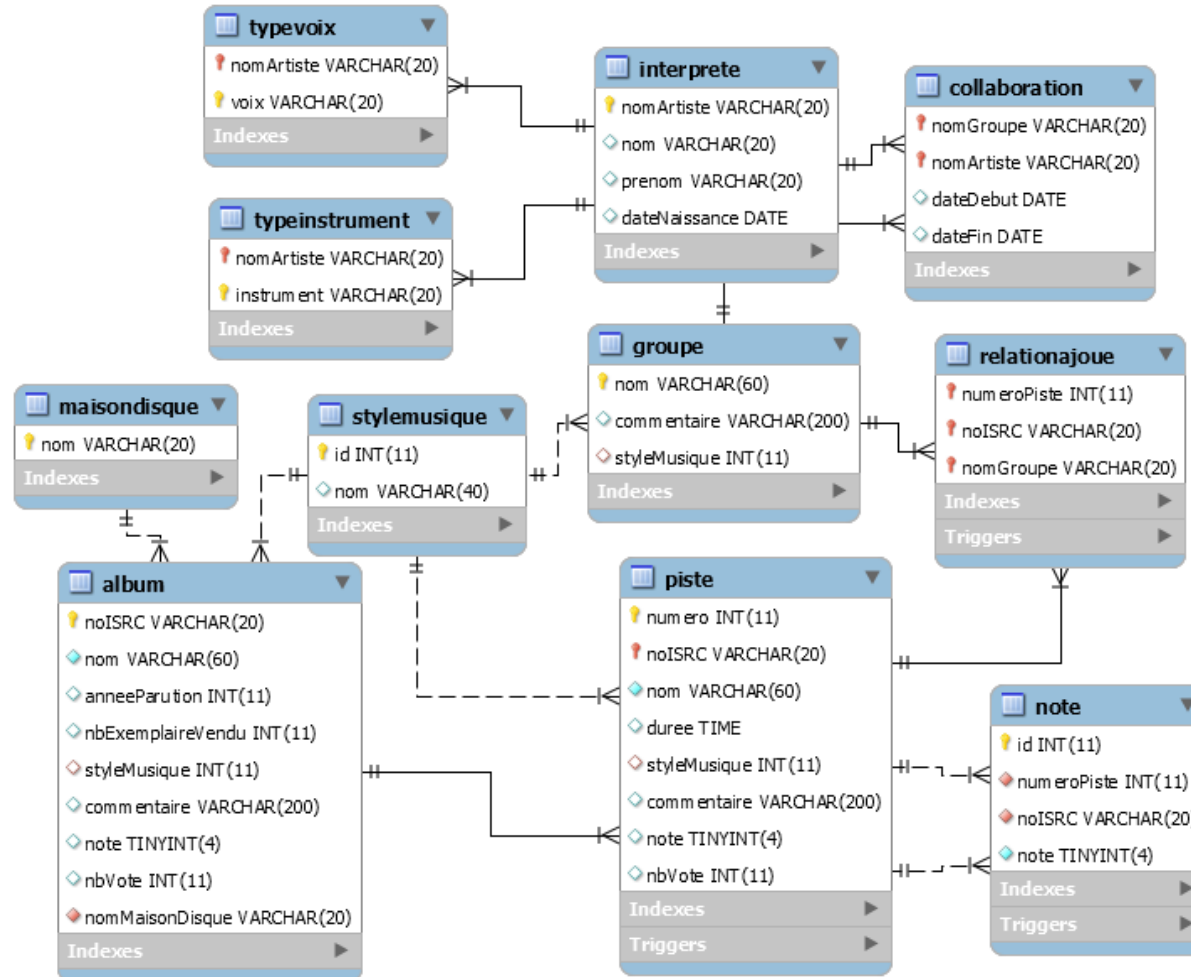 typevoix
nomArtiste VARCHAR(20)
voix VARCHAR(20)
Indexes
interprete
nomArtiste VARCHAR(20)
nom VARCHAR(20)
prenom VARCHAR(20)
dateNaissance DATE
Indexes
collaboration
nomGroupe VARCHAR(20)
nomArtiste VARCHAR(20)
dateDebut DATE
dateFin DATE
Indexes
typeinstrument
nomArtiste VARCHAR(20)
instrument VARCHAR(20)
Indexes
groupe
nom VARCHAR(60)
commentaire VARCHAR(200)
styleMusique INT(11)
Indexes
relationajoue
numeroPiste INT(11)
noISRC VARCHAR(20)
nomGroupe VARCHAR(20)
Indexes
Triggers
maisondisque
nom VARCHAR(20)
Indexes
stylemusique
id INT(11)
nom VARCHAR(40)
Indexes
album
noISRC VARCHAR(20)
nom VARCHAR(60)
anneeParution INT(11)
nbExemplaireVendu INT(11)
styleMusique INT(11)
commentaire VARCHAR(200)
note TINYINT(4)
nbVote INT(11)
nomMaisonDisque VARCHAR(20)
Indexes
piste
numero INT(11)
noISRC VARCHAR(20)
nom VARCHAR(60)
duree TIME
styleMusique INT(11)
commentaire VARCHAR(200)
note TINYINT(4)
nbVote INT(11)
Indexes
Triggers
note
id INT(11)
numeroPiste INT(11)
noISRC VARCHAR(20
note TINYINT(4)
Indexes
Triggers